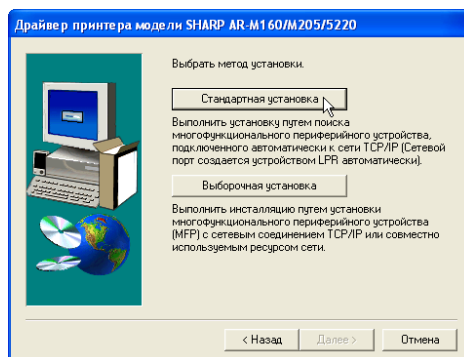 Драйвер принтера модели SHARP AR-M160/M205/5220
Выбрать метод установки.
Стандартная установка
Выполнить установку путем поиска
многофункционального периферийного устройства,
подключенного автоматически к сети TCP/IP (Сетевой
порт создается устройством LPR автоматически).
Выборочная установка
Выполнить инсталляцию путем установки
многофункционального периферийного устройства
(MFP) с сетевым соединением TCP/IP или совместно
используемым ресурсом сети.
< Назад
Далее >
Отмена